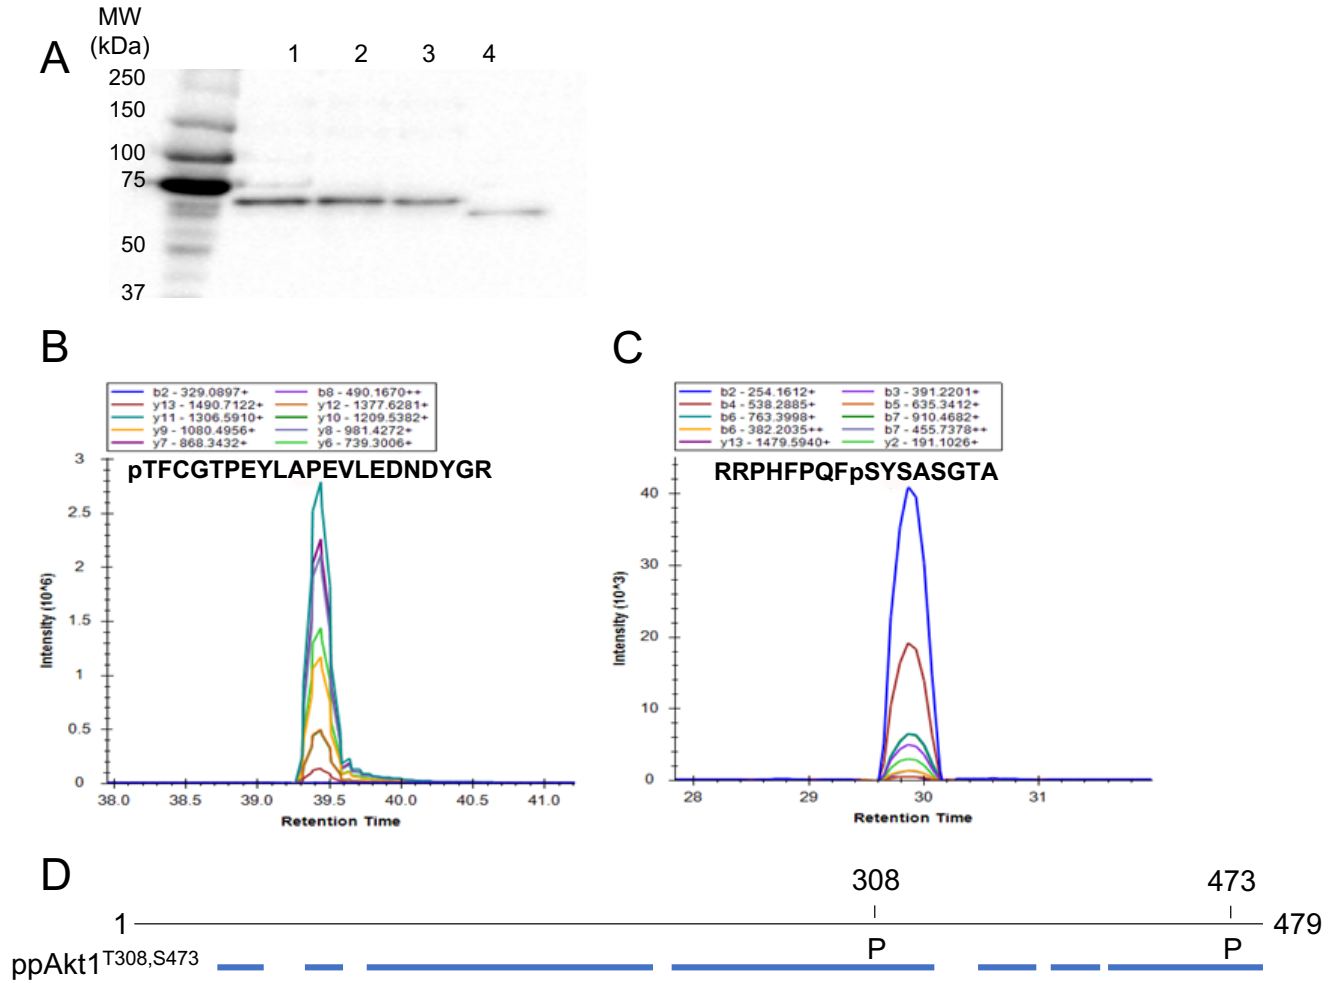 A
MW
(kDa)
1 2 3 4
250
150
100
75
50
37
B
b2 - 329.0897+ b8 - 490.1670++
y13 - 1490.7122+ y12 - 1377.6281+
y11 - 1306.5910+ y10 - 1209.5382+
y9 - 1080.4956+ y8 - 981.4272+
y7 - 868.3432+ y6 - 739.3006+
pTFCGTPEYLAPEVLEDNDYGR
3
2.5
2
1.5
1
0.5
0
Intensity (10^6)
38.0 38.5 39.0 39.5 40.0 40.5 41.0
Retention Time
C
b2 - 254.1612+ b3 - 391.2201+
b4 - 538.2885+ b5 - 635.3412+
b6 - 763.3998+ b7 - 910.4682+
b6 - 382.2035++ b7 - 455.7378++
y13 - 1479.5940+ y2 - 191.1026+
RRPHFPQFpSYSASGTA
40
30
20
10
0
Intensity (10^3)
28 29 30 31
Retention Time
D
308 473
1 479
P P
ppAkt1T308,S473